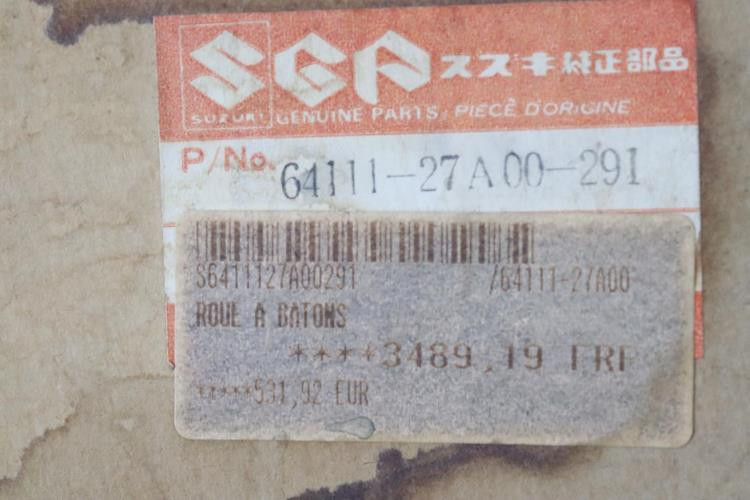 SGP スズキ純正部品
SUZUKI GENUINE PARTS, PIECE D'ORIGINE
P/No. 64111-27A00-291
S6411127A00291 /64111-27A00
ROUE A BATONS
****3489,19 FRF
*****531,92 EUR